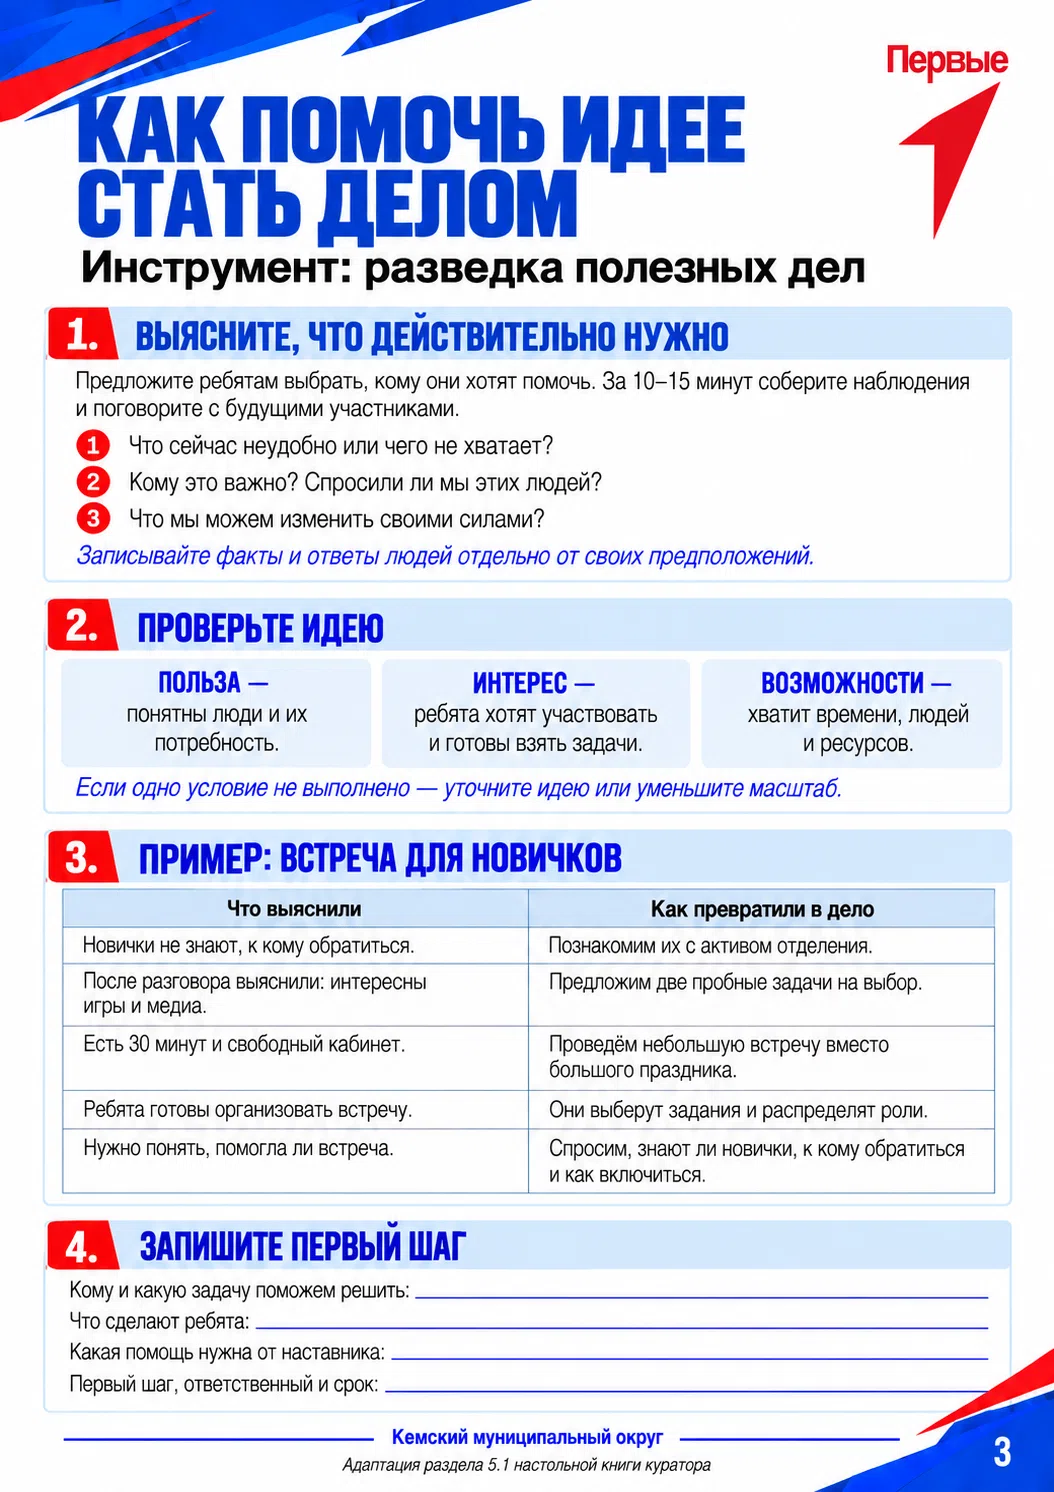 Первые
КАК ПОМОЧЬ ИДЕЕ
СТАТЬ ДЕЛОМ
Инструмент: разведка полезных дел
1. ВЫЯСНИТЕ, ЧТО ДЕЙСТВИТЕЛЬНО НУЖНО
Предложите ребятам выбрать, кому они хотят помочь. За 10–15 минут соберите наблюдения
и поговорите с будущими участниками.
1 Что сейчас неудобно или чего не хватает?
2 Кому это важно? Спросили ли мы этих людей?
3 Что мы можем изменить своими силами?
Записывайте факты и ответы людей отдельно от своих предположений.
2. ПРОВЕРЬТЕ ИДЕЮ
ПОЛЬЗА —
понятны люди и их
потребность.
ИНТЕРЕС —
ребята хотят участвовать
и готовы взять задачи.
ВОЗМОЖНОСТИ —
хватит времени, людей
и ресурсов.
Если одно условие не выполнено — уточните идею или уменьшите масштаб.
3. ПРИМЕР: ВСТРЕЧА ДЛЯ НОВИЧКОВ
Что выяснили
Как превратили в дело
Новички не знают, к кому обратиться.
Познакомим их с активом отделения.
После разговора выяснили: интересны
игры и медиа.
Предложим две пробные задачи на выбор.
Есть 30 минут и свободный кабинет.
Проведём небольшую встречу вместо
большого праздника.
Ребята готовы организовать встречу.
Они выберут задания и распределят роли.
Нужно понять, помогла ли встреча.
Спросим, знают ли новички, к кому обратиться
и как включиться.
4. ЗАПИШИТЕ ПЕРВЫЙ ШАГ
Кому и какую задачу поможем решить:
Что сделают ребята:
Какая помощь нужна от наставника:
Первый шаг, ответственный и срок:
Кемский муниципальный округ
Адаптация раздела 5.1 настольной книги куратора
3